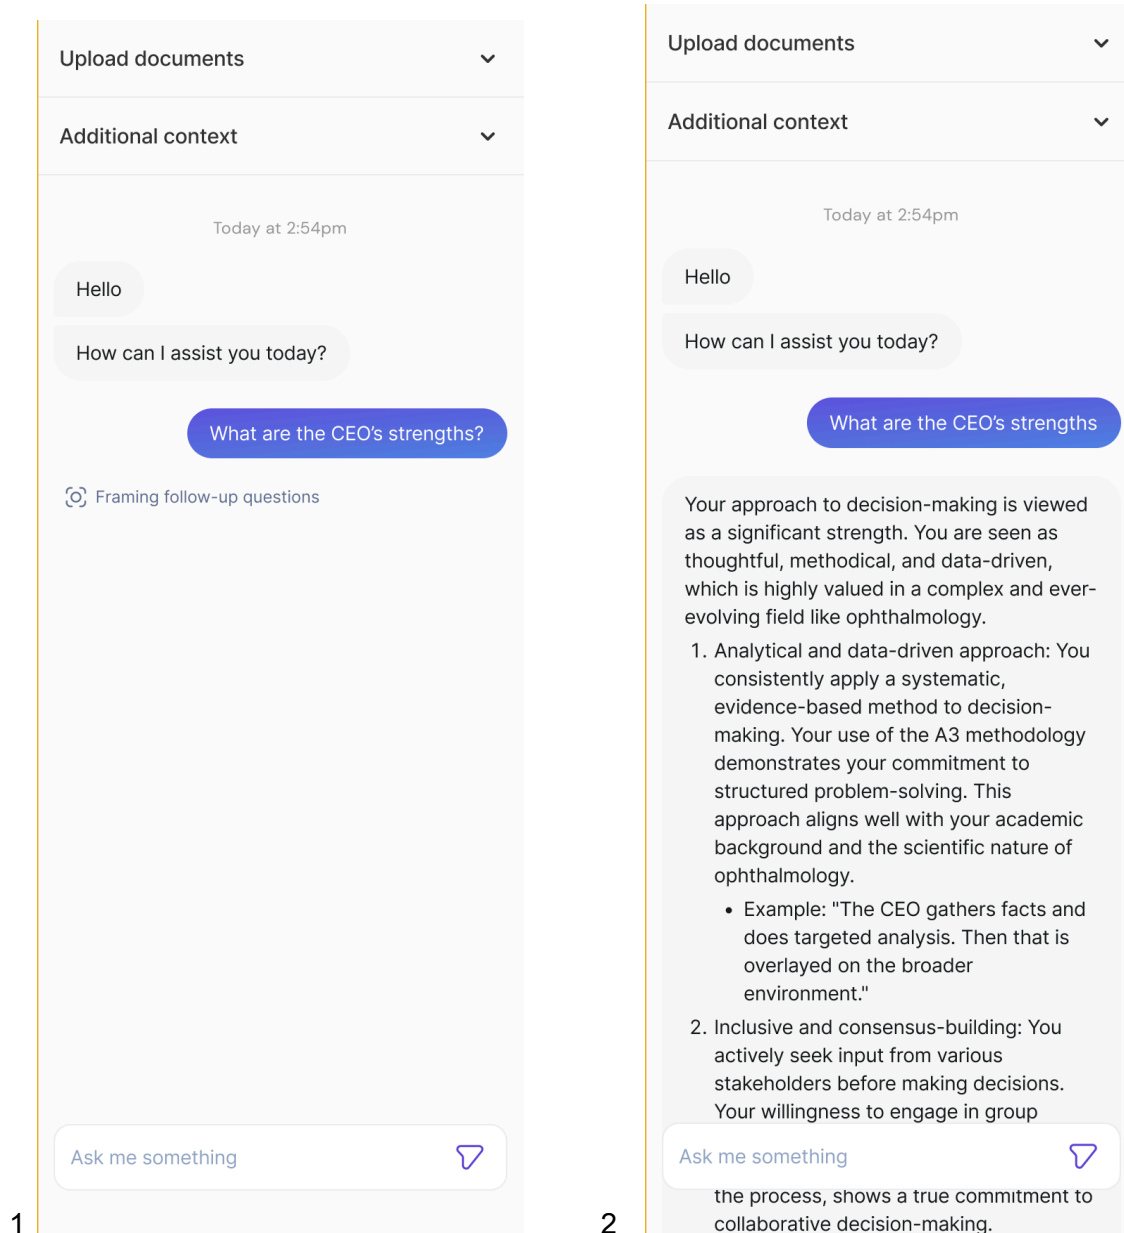 Upload documents
Additional context
Today at 2:54pm
Hello
How can I assist you today?
What are the CEO’s strengths?
Framing follow-up questions
Ask me something
1
Upload documents
Additional context
Today at 2:54pm
Hello
How can I assist you today?
What are the CEO’s strengths
Your approach to decision-making is viewed
as a significant strength. You are seen as
thoughtful, methodical, and data-driven,
which is highly valued in a complex and ever-
evolving field like ophthalmology.
1. Analytical and data-driven approach: You
consistently apply a systematic,
evidence-based method to decision-
making. Your use of the A3 methodology
demonstrates your commitment to
structured problem-solving. This
approach aligns well with your academic
background and the scientific nature of
ophthalmology.
• Example: "The CEO gathers facts and
does targeted analysis. Then that is
overlayed on the broader
environment."
2. Inclusive and consensus-building: You
actively seek input from various
stakeholders before making decisions.
Your willingness to engage in group
Ask me something
the process, shows a true commitment to
collaborative decision-making.
2